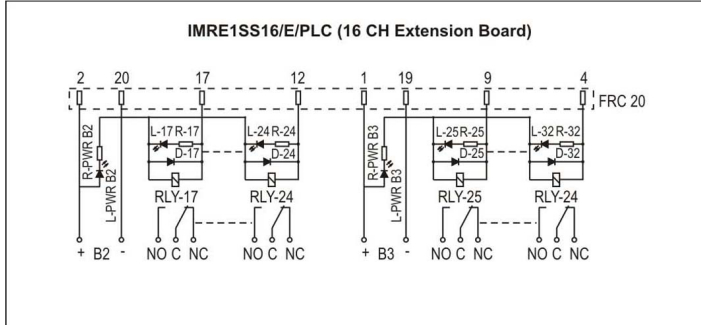 IMRE1SS16/E/PLC (16 CH Extension Board)
2 20 17 12 1 19 9 4
FRC 20
L-17 R-17 L-24 R-24 L-25 R-25 L-32 R-32
D-17 D-24 D-25 D-32
R-PWR B2
L-PWR B2
R-PWR B3
L-PWR B3
RLY-17 RLY-24 RLY-25 RLY-24
+ B2 - NO C NC NO C NC + B3 - NO C NC NO C NC